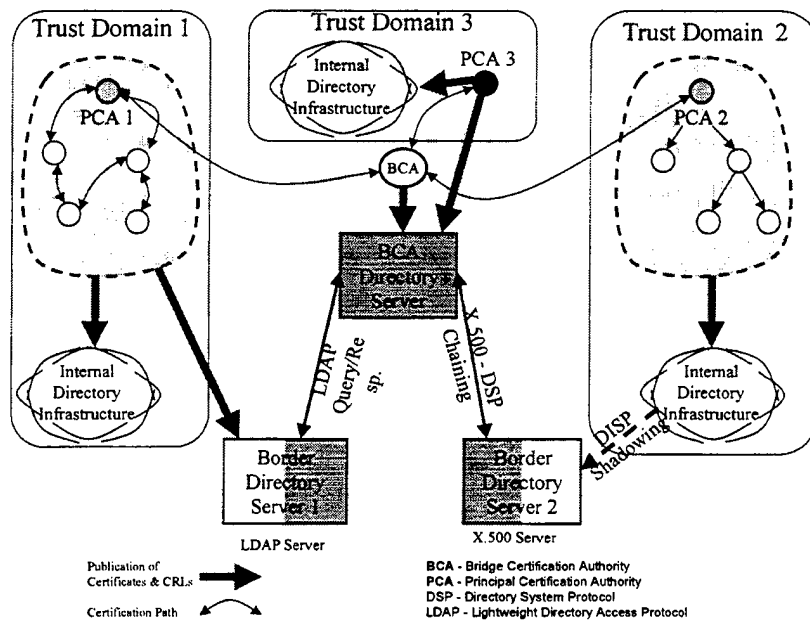 Trust Domain 1
Trust Domain 3
Trust Domain 2
PCA 1
Internal
Directory
Infrastructure
PCA 3
PCA 2
BCA
BCA
Directory
Server
LDAP
Query/Re
sp.
X.500 - DSP
Chaining
Internal
Directory
Infrastructure
Internal
Directory
Infrastructure
DISP
Shadowing
Border
Directory
Server 1
Border
Directory
Server 2
LDAP Server
X.500 Server
Publication of
Certificates & CRLs
Certification Path
BCA - Bridge Certification Authority
PCA - Principal Certification Authority
DSP - Directory System Protocol
LDAP - Lightweight Directory Access Protocol